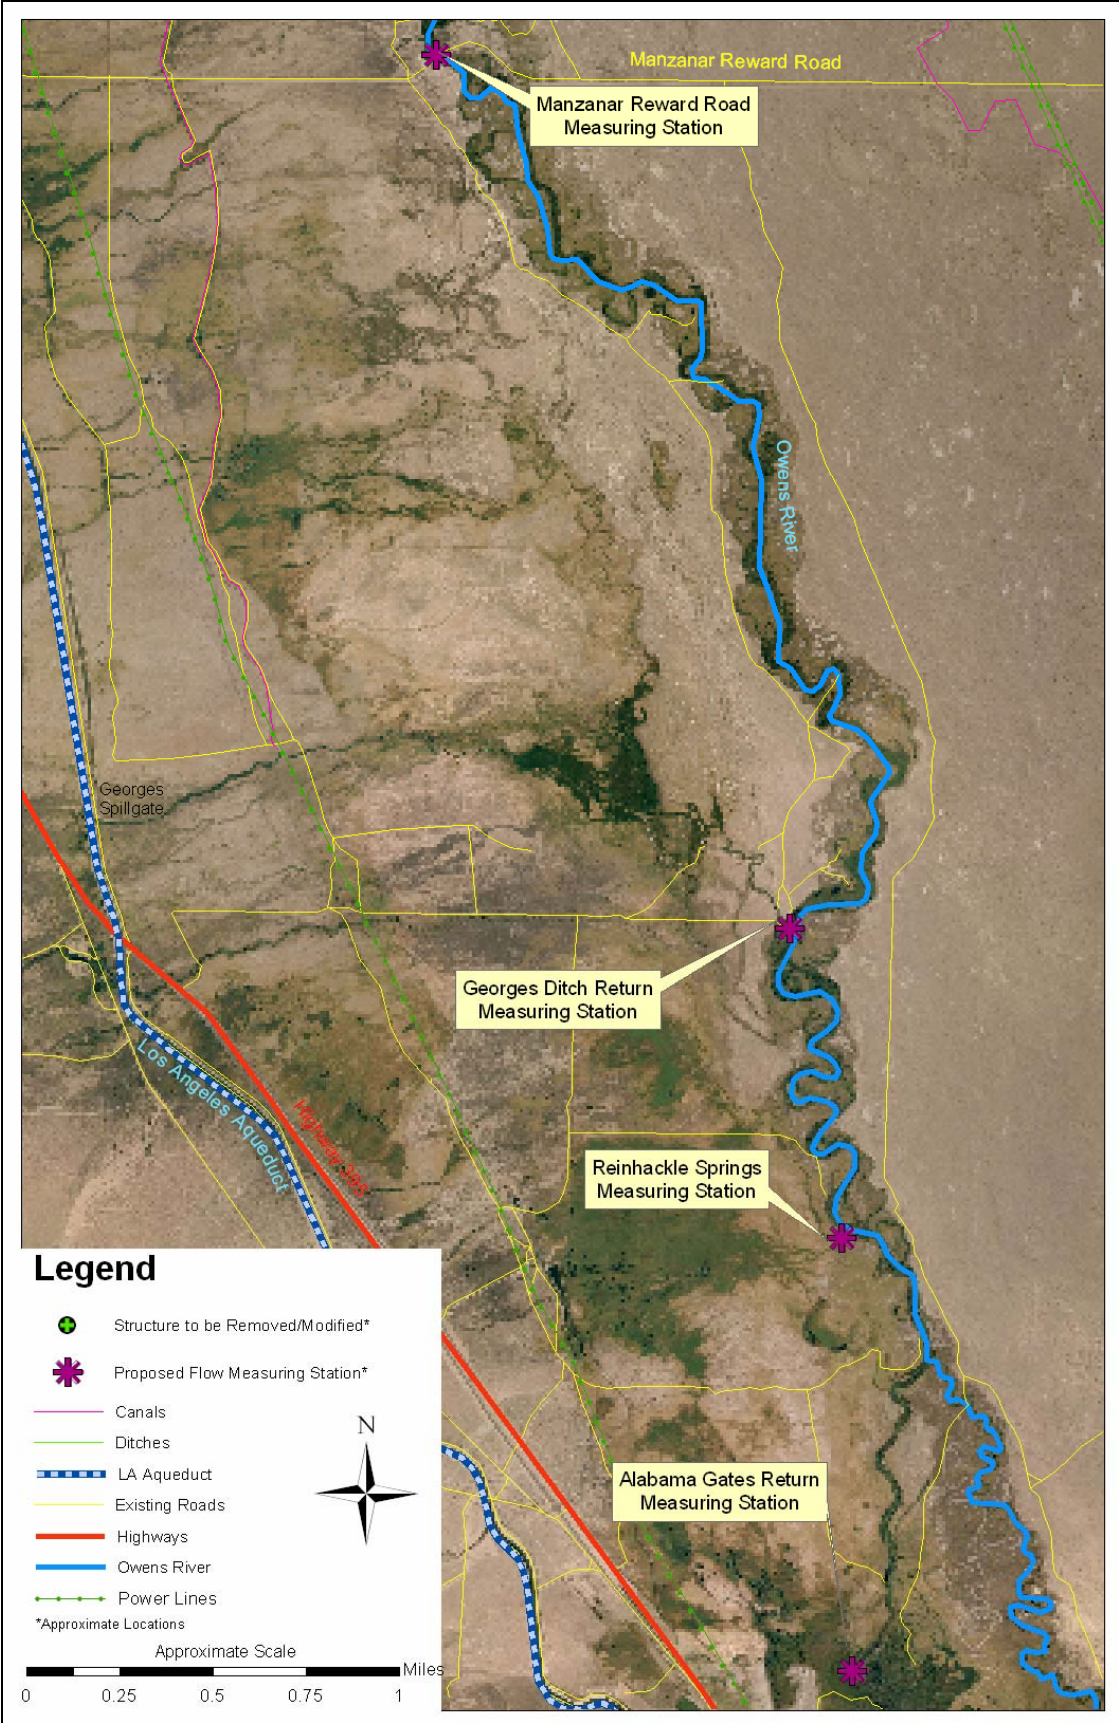 Manzanar Reward Road
Manzanar Reward Road
Measuring Station
Owens River
Georges
Spillgate
Georges Ditch Return
Measuring Station
Los Angeles Aqueduct
Highway 395
Reinhackle Springs
Measuring Station
Alabama Gates Return
Measuring Station
Legend
Structure to be Removed/Modified*
Proposed Flow Measuring Station*
Canals
Ditches
LA Aqueduct
Existing Roads
Highways
Owens River
Power Lines
*Approximate Locations
N
Approximate Scale
Miles
0 0.25 0.5 0.75 1